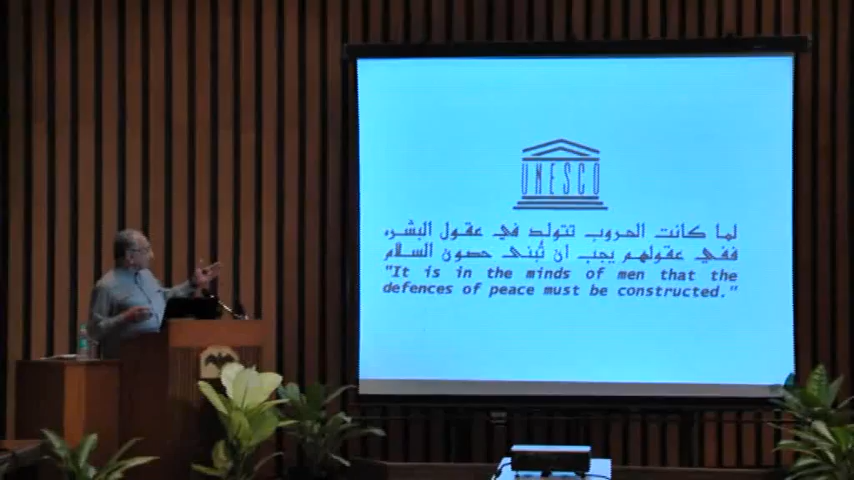 UNESCO
لما كانت الحروب تتولد في عقول البشر،
ففي عقولهم يجب ان تُبنى حصون السلام
"It is in the minds of men that the
defences of peace must be constructed."